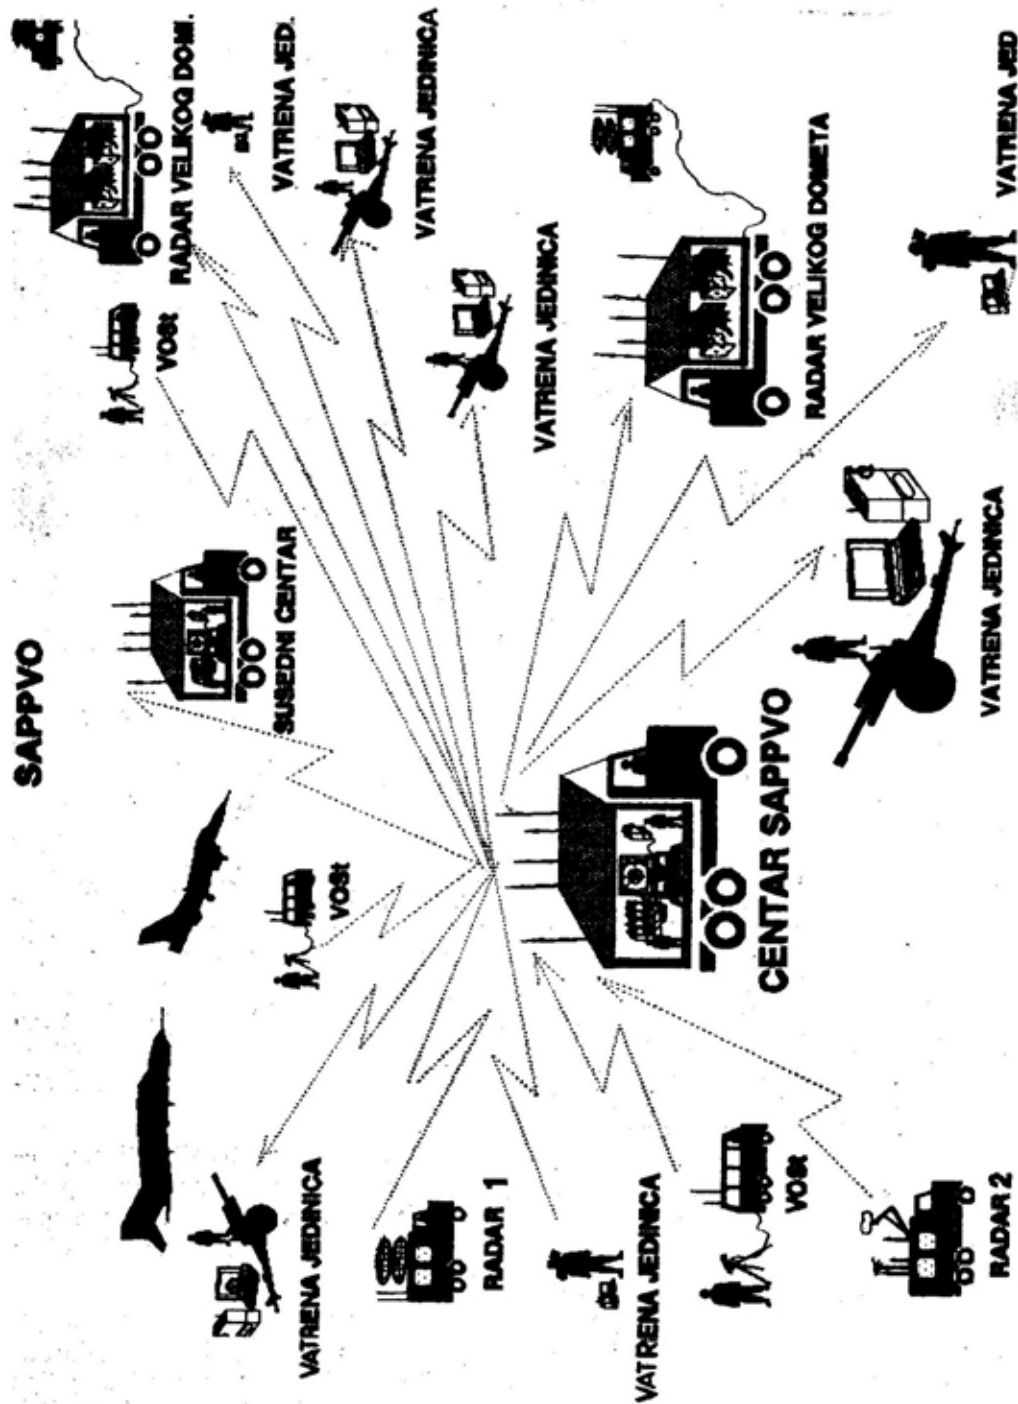 SAPPVO
VOSt
RADAR VELIKOG DOM.
SUSEDNI CENTAR
VATRENA JED.
VATRENA JEDINICA
VOSt
VATRENA JEDINICA
RADAR 1
VATRENA JEDINICA
VATRENA JEDINICA
CENTAR SAPPVO
VOSt
RADAR VELIKOG DOMETA
RADAR 2
VATRENA JEDINICA
VATRENA JED